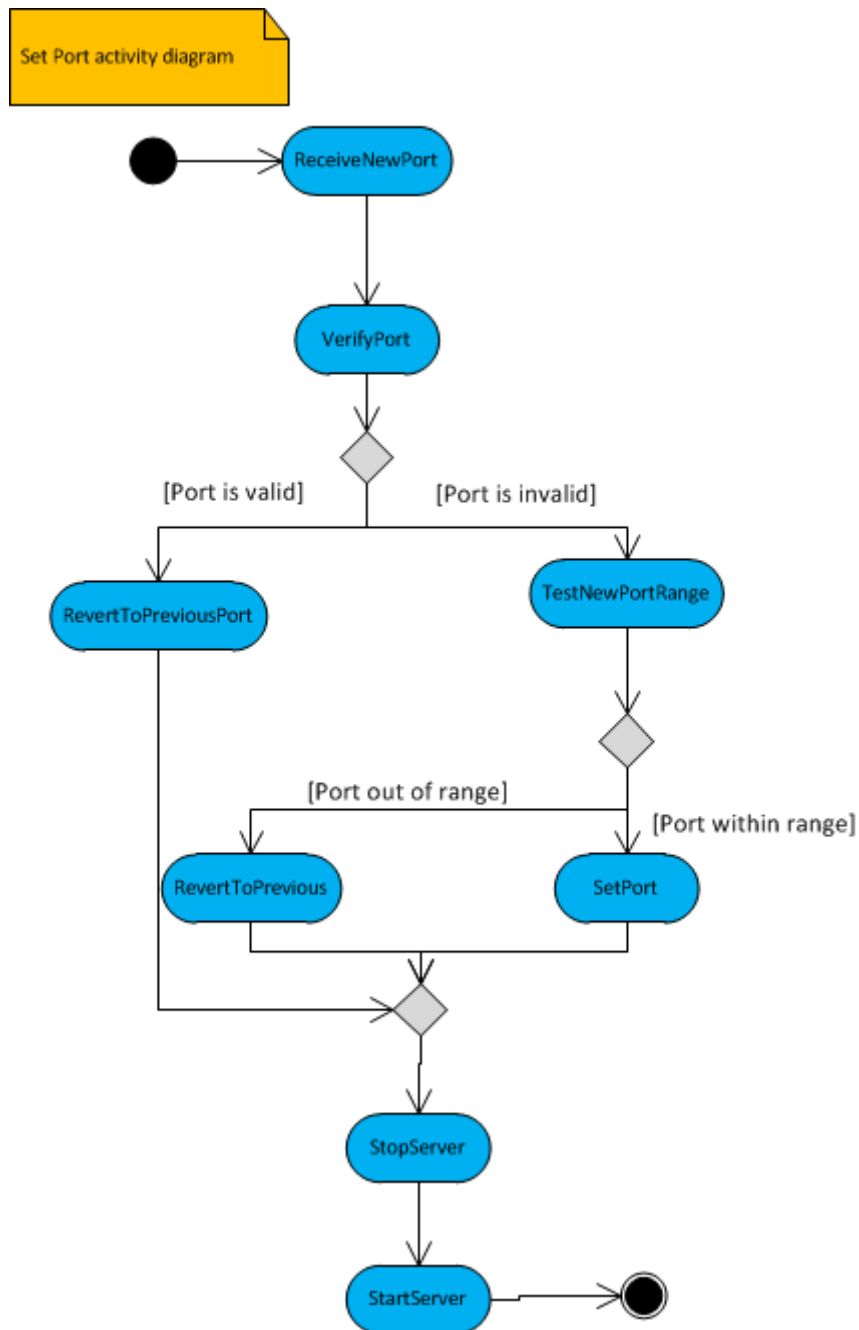 Set Port activity diagram
ReceiveNewPort
VerifyPort
[Port is valid]
[Port is invalid]
RevertToPreviousPort
TestNewPortRange
[Port out of range]
[Port within range]
RevertToPrevious
SetPort
StopServer
StartServer